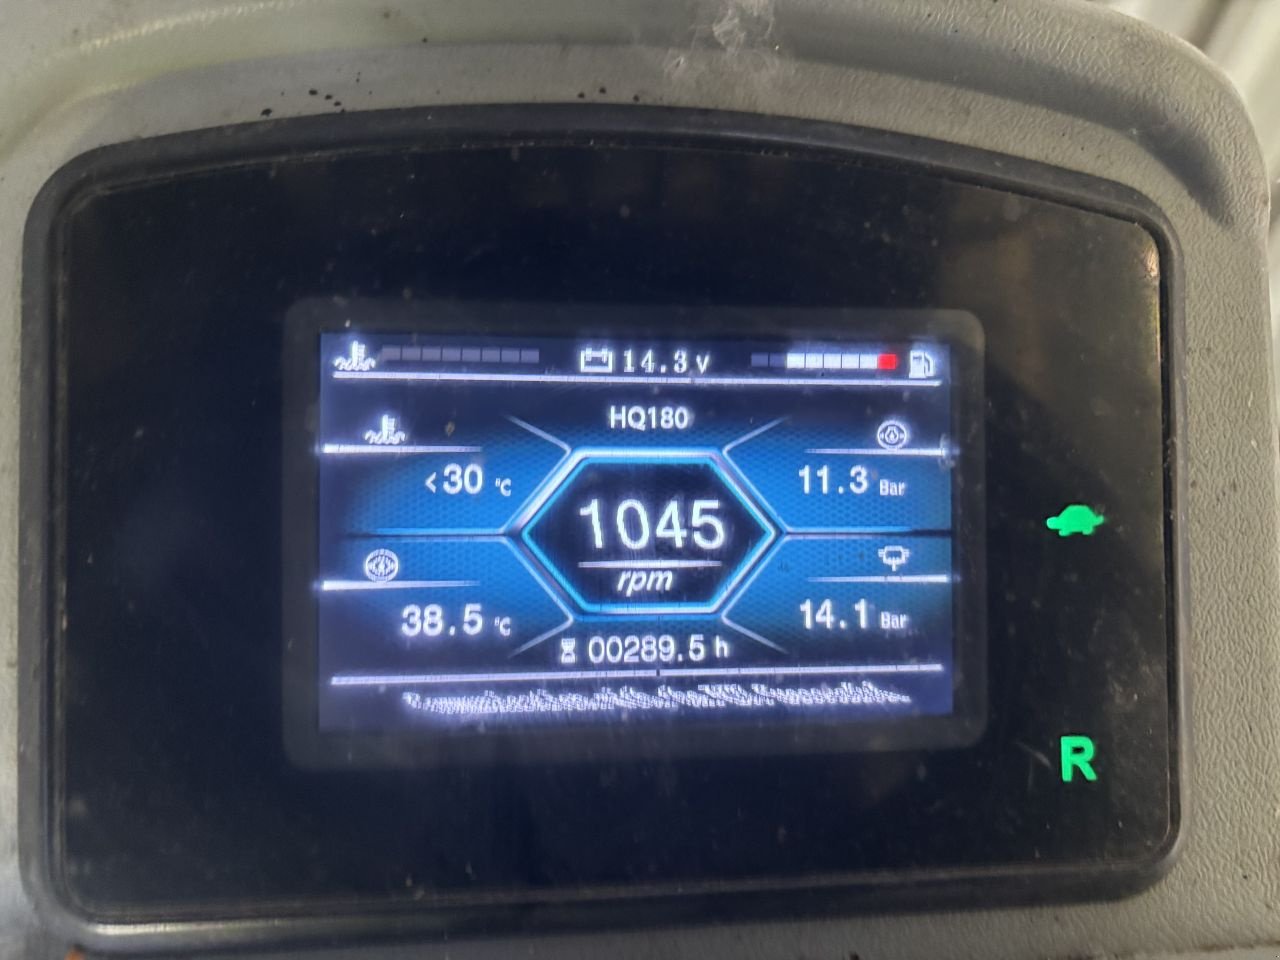 14.3 v
HQ180
<30 °C
11.3 Bar
1045
rpm
38.5 °C
14.1 Bar
00289.5 h
R